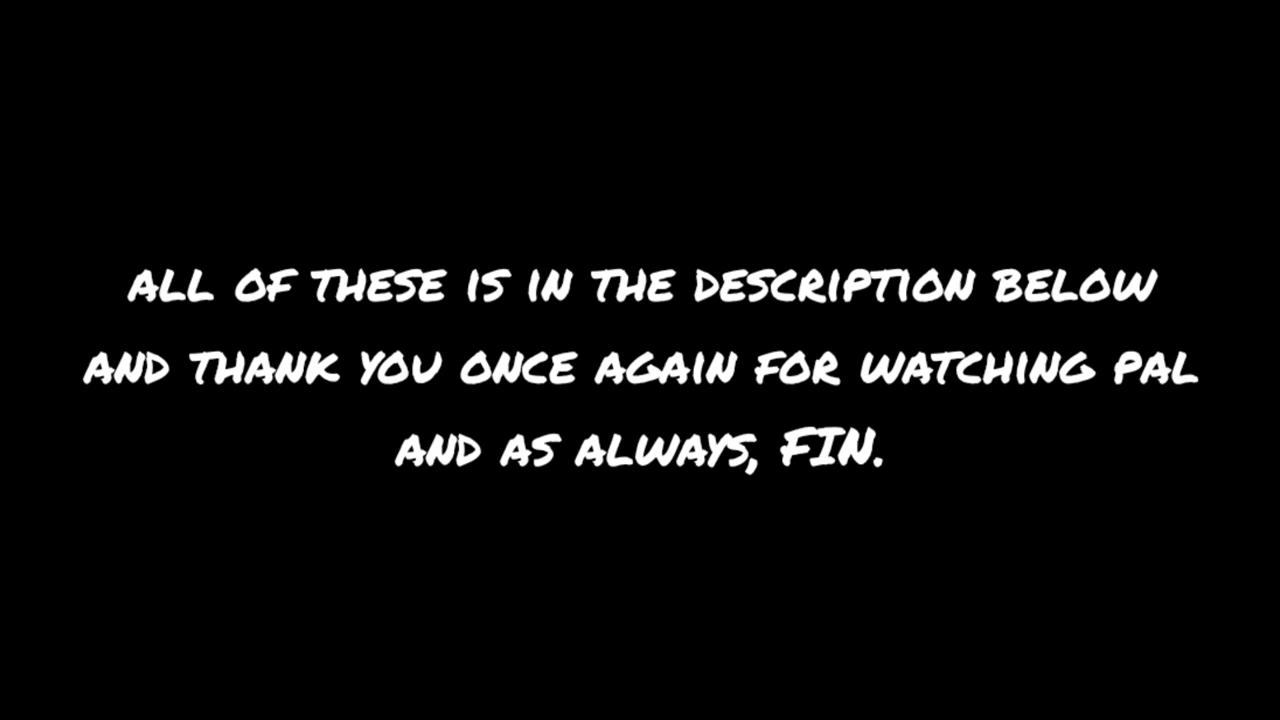 all of these is in the description below
and thank you once again for watching pal
and as always, FIN.